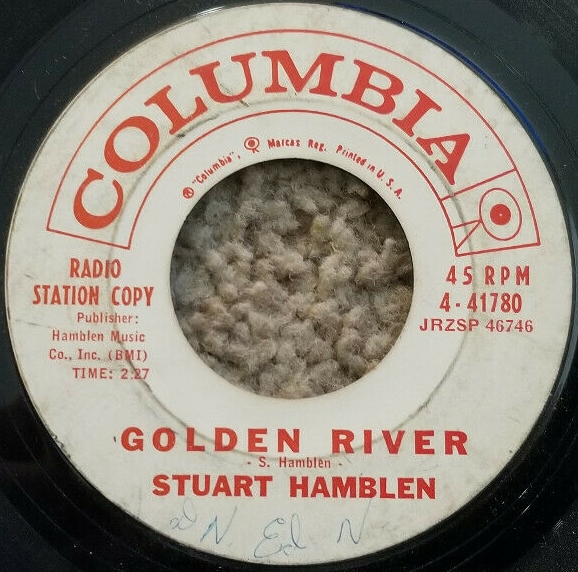 COLUMBIA
® "Columbia", Marcas Reg. Printed in U. S. A.
RADIO
STATION COPY
Publisher:
Hamblen Music
Co., Inc. (BMI)
TIME: 2:27
45 RPM
4-41780
JRZSP 46746
GOLDEN RIVER
- S. Hamblen -
STUART HAMBLEN
Ed N